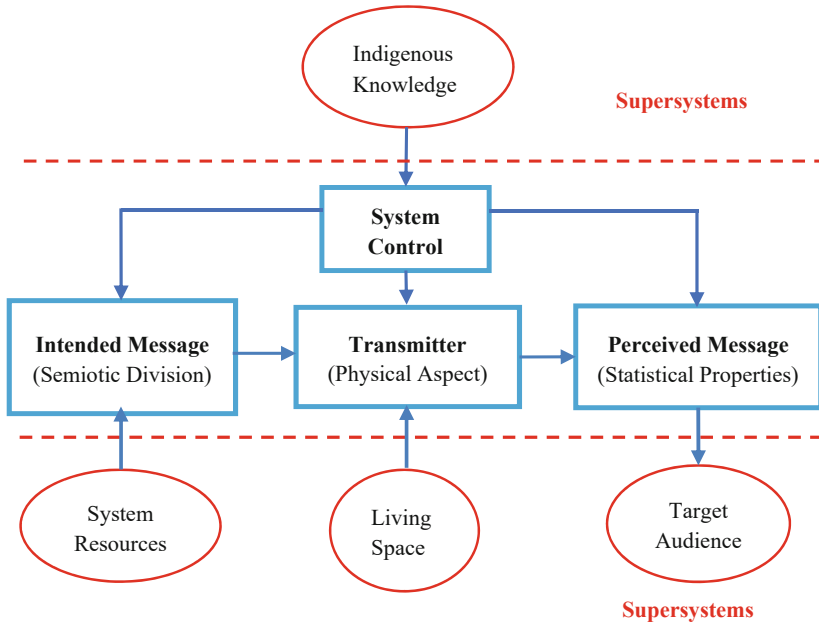 Indigenous
Knowledge
Supersystems
System
Control
Intended Message
(Semiotic Division)
Transmitter
(Physical Aspect)
Perceived Message
(Statistical Properties)
System
Resources
Living
Space
Target
Audience
Supersystems